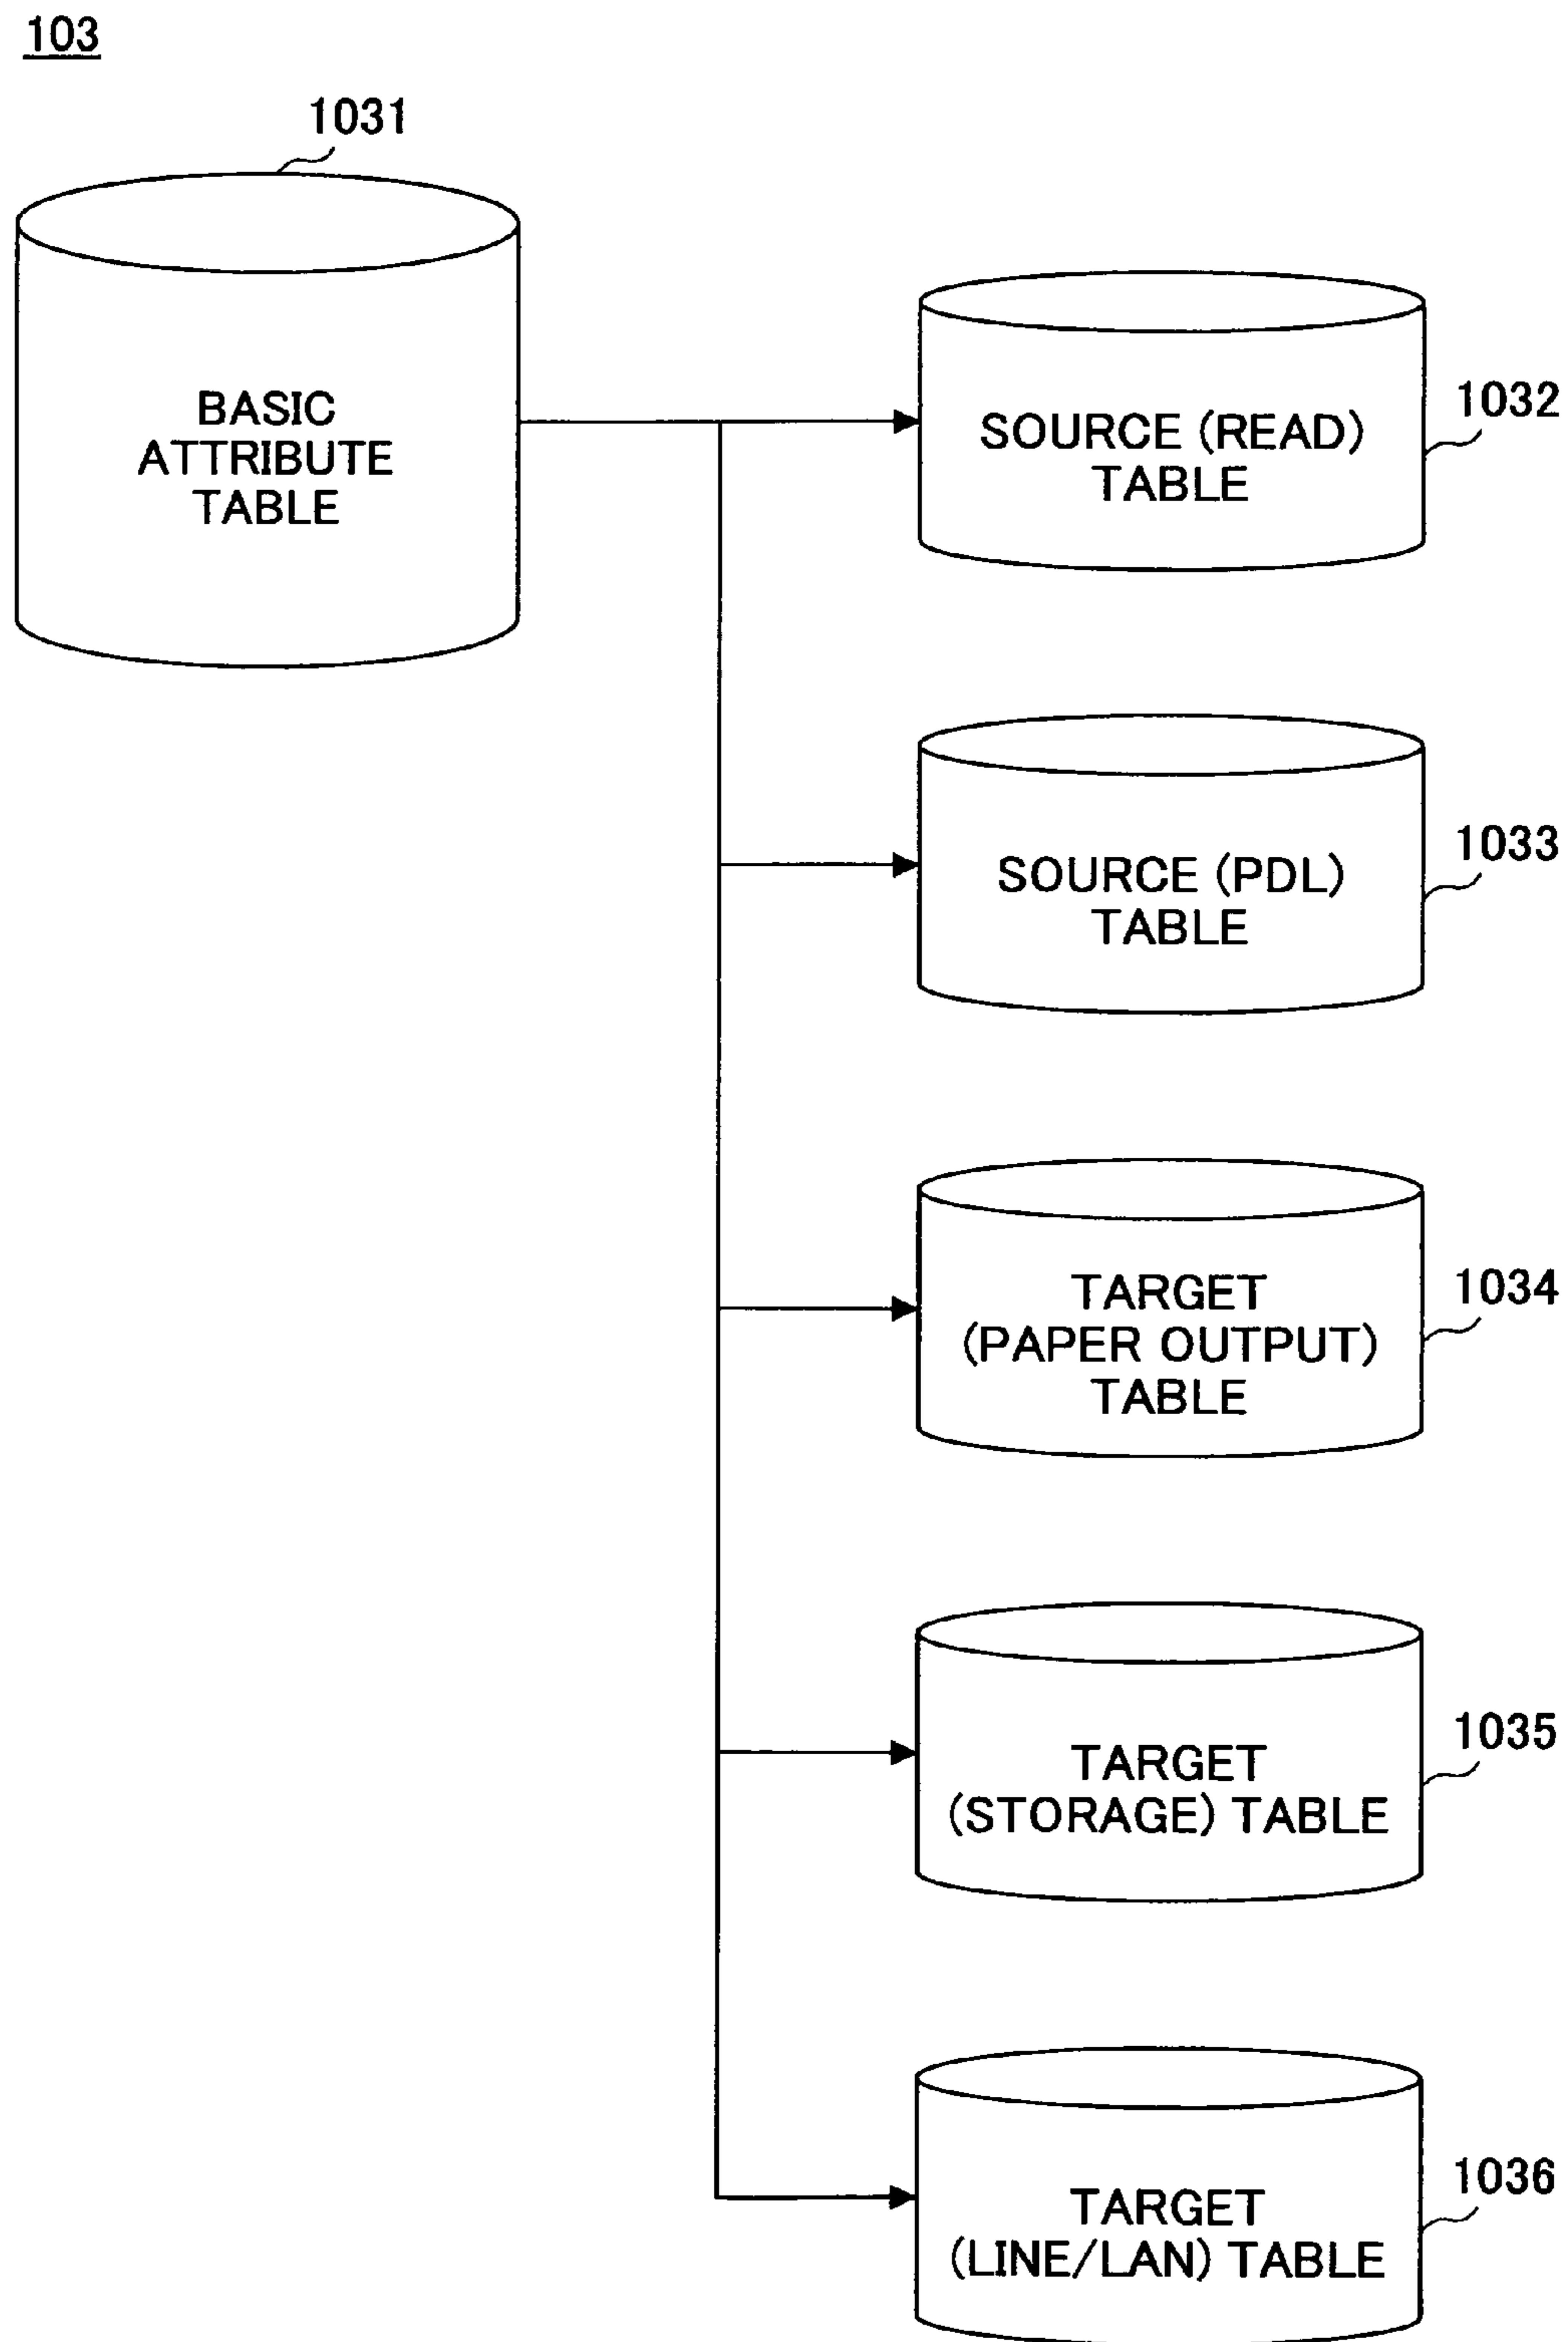 103
1031
BASIC
ATTRIBUTE
TABLE
1032
SOURCE (READ)
TABLE
1033
SOURCE (PDL)
TABLE
1034
TARGET
(PAPER OUTPUT)
TABLE
1035
TARGET
(STORAGE) TABLE
1036
TARGET
(LINE/LAN) TABLE